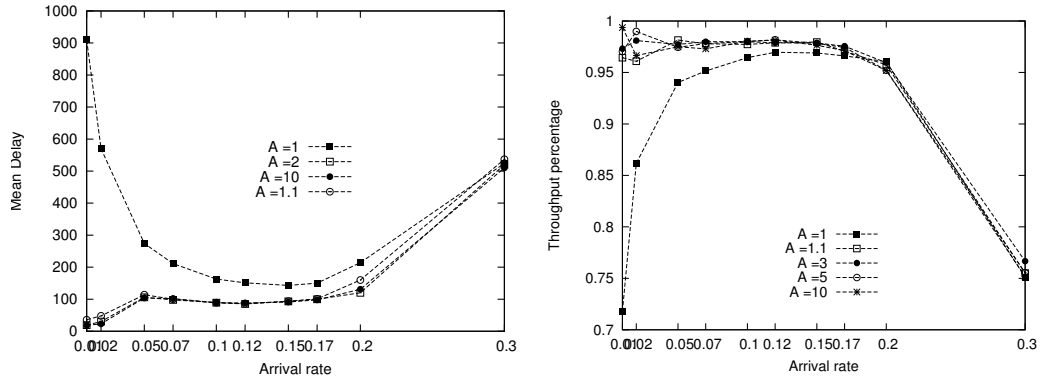 1000
900
800
700
600
500
400
300
200
100
0
Mean Delay
A =1
A =2
A =10
A =1.1
0.01 0.02 0.05 0.07 0.1 0.12 0.15 0.17 0.2 0.3
Arrival rate
1
0.95
0.9
0.85
0.8
0.75
0.7
Throughput percentage
A =1
A =1.1
A =3
A =5
A =10
0.01 0.02 0.05 0.07 0.1 0.12 0.15 0.17 0.2 0.3
Arrival rate